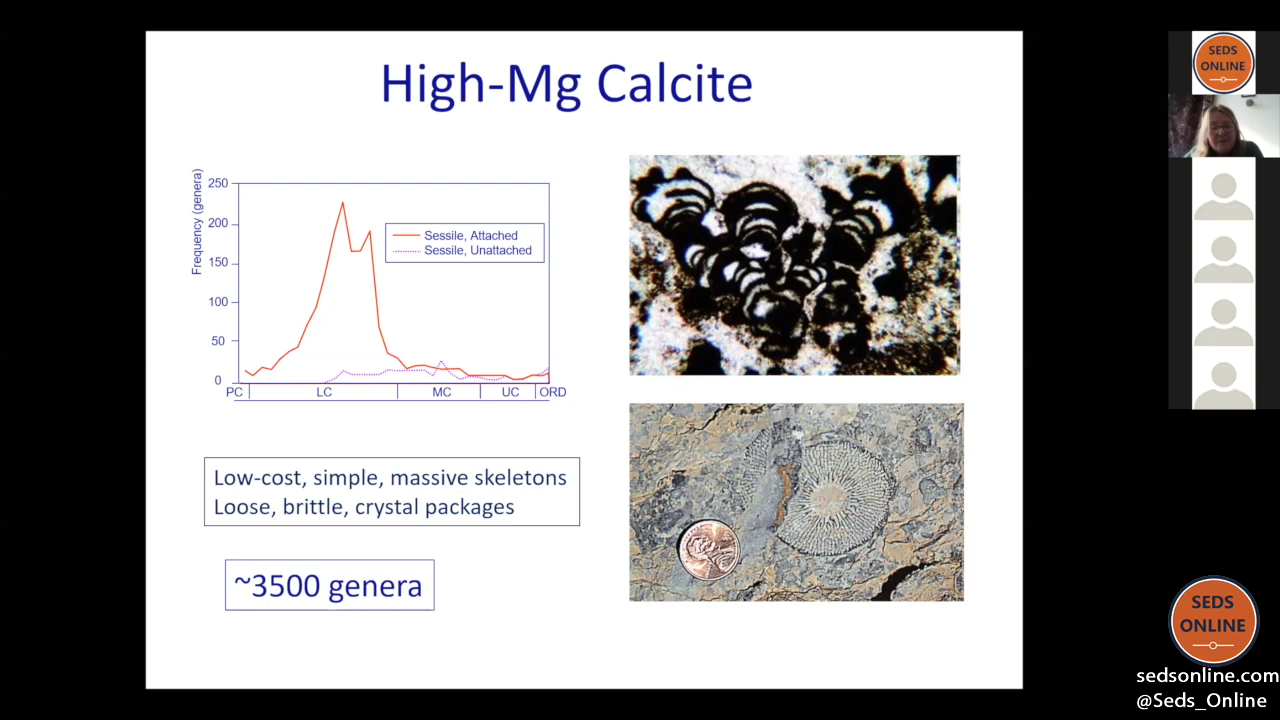 High-Mg Calcite
Frequency (genera)
250
200
150
100
50
0
Sessile, Attached
Sessile, Unattached
PC LC MC UC ORD
Low-cost, simple, massive skeletons
Loose, brittle, crystal packages
~3500 genera
SEDS
ONLINE
SEDS
ONLINE
sedsonline.com
@Seds_Online